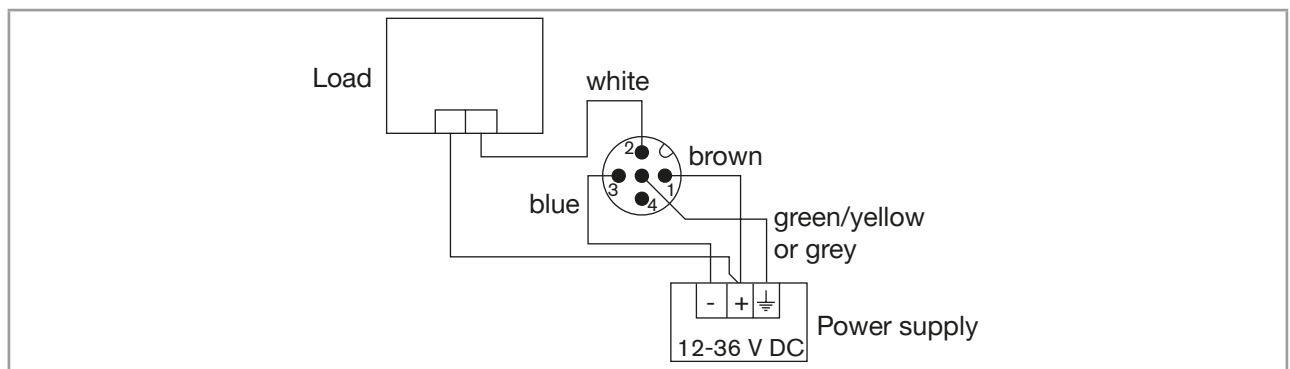 Load
white
2
brown
3
1
blue
4
green/yellow
or grey
- +
Power supply
12-36 V DC